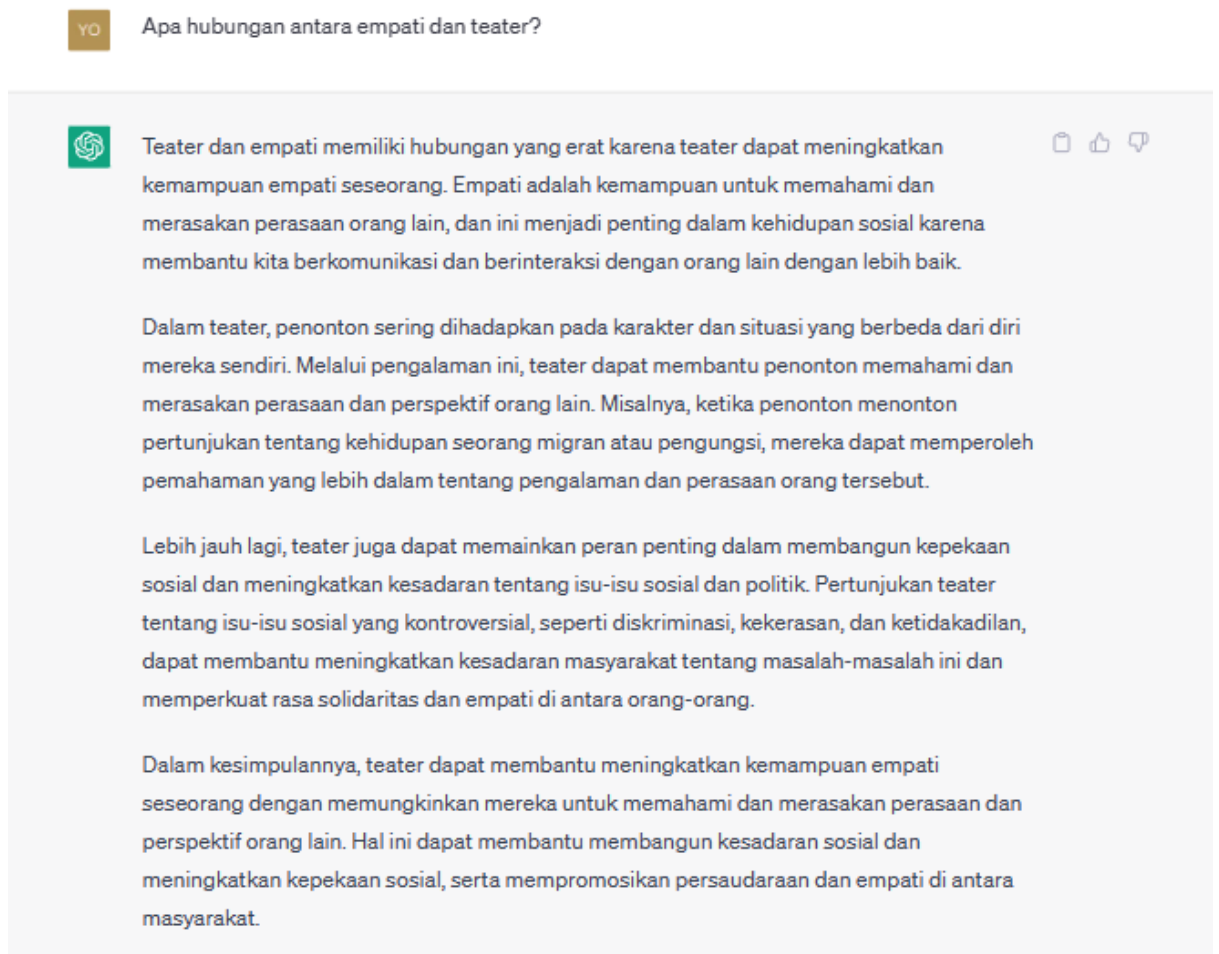 YO
Apa hubungan antara empati dan teater?
Teater dan empati memiliki hubungan yang erat karena teater dapat meningkatkan
kemampuan empati seseorang. Empati adalah kemampuan untuk memahami dan
merasakan perasaan orang lain, dan ini menjadi penting dalam kehidupan sosial karena
membantu kita berkomunikasi dan berinteraksi dengan orang lain dengan lebih baik.
Dalam teater, penonton sering dihadapkan pada karakter dan situasi yang berbeda dari diri
mereka sendiri. Melalui pengalaman ini, teater dapat membantu penonton memahami dan
merasakan perasaan dan perspektif orang lain. Misalnya, ketika penonton menonton
pertunjukan tentang kehidupan seorang migran atau pengungsi, mereka dapat memperoleh
pemahaman yang lebih dalam tentang pengalaman dan perasaan orang tersebut.
Lebih jauh lagi, teater juga dapat memainkan peran penting dalam membangun kepekaan
sosial dan meningkatkan kesadaran tentang isu-isu sosial dan politik. Pertunjukan teater
tentang isu-isu sosial yang kontroversial, seperti diskriminasi, kekerasan, dan ketidakadilan,
dapat membantu meningkatkan kesadaran masyarakat tentang masalah-masalah ini dan
memperkuat rasa solidaritas dan empati di antara orang-orang.
Dalam kesimpulannya, teater dapat membantu meningkatkan kemampuan empati
seseorang dengan memungkinkan mereka untuk memahami dan merasakan perasaan dan
perspektif orang lain. Hal ini dapat membantu membangun kesadaran sosial dan
meningkatkan kepekaan sosial, serta mempromosikan persaudaraan dan empati di antara
masyarakat.